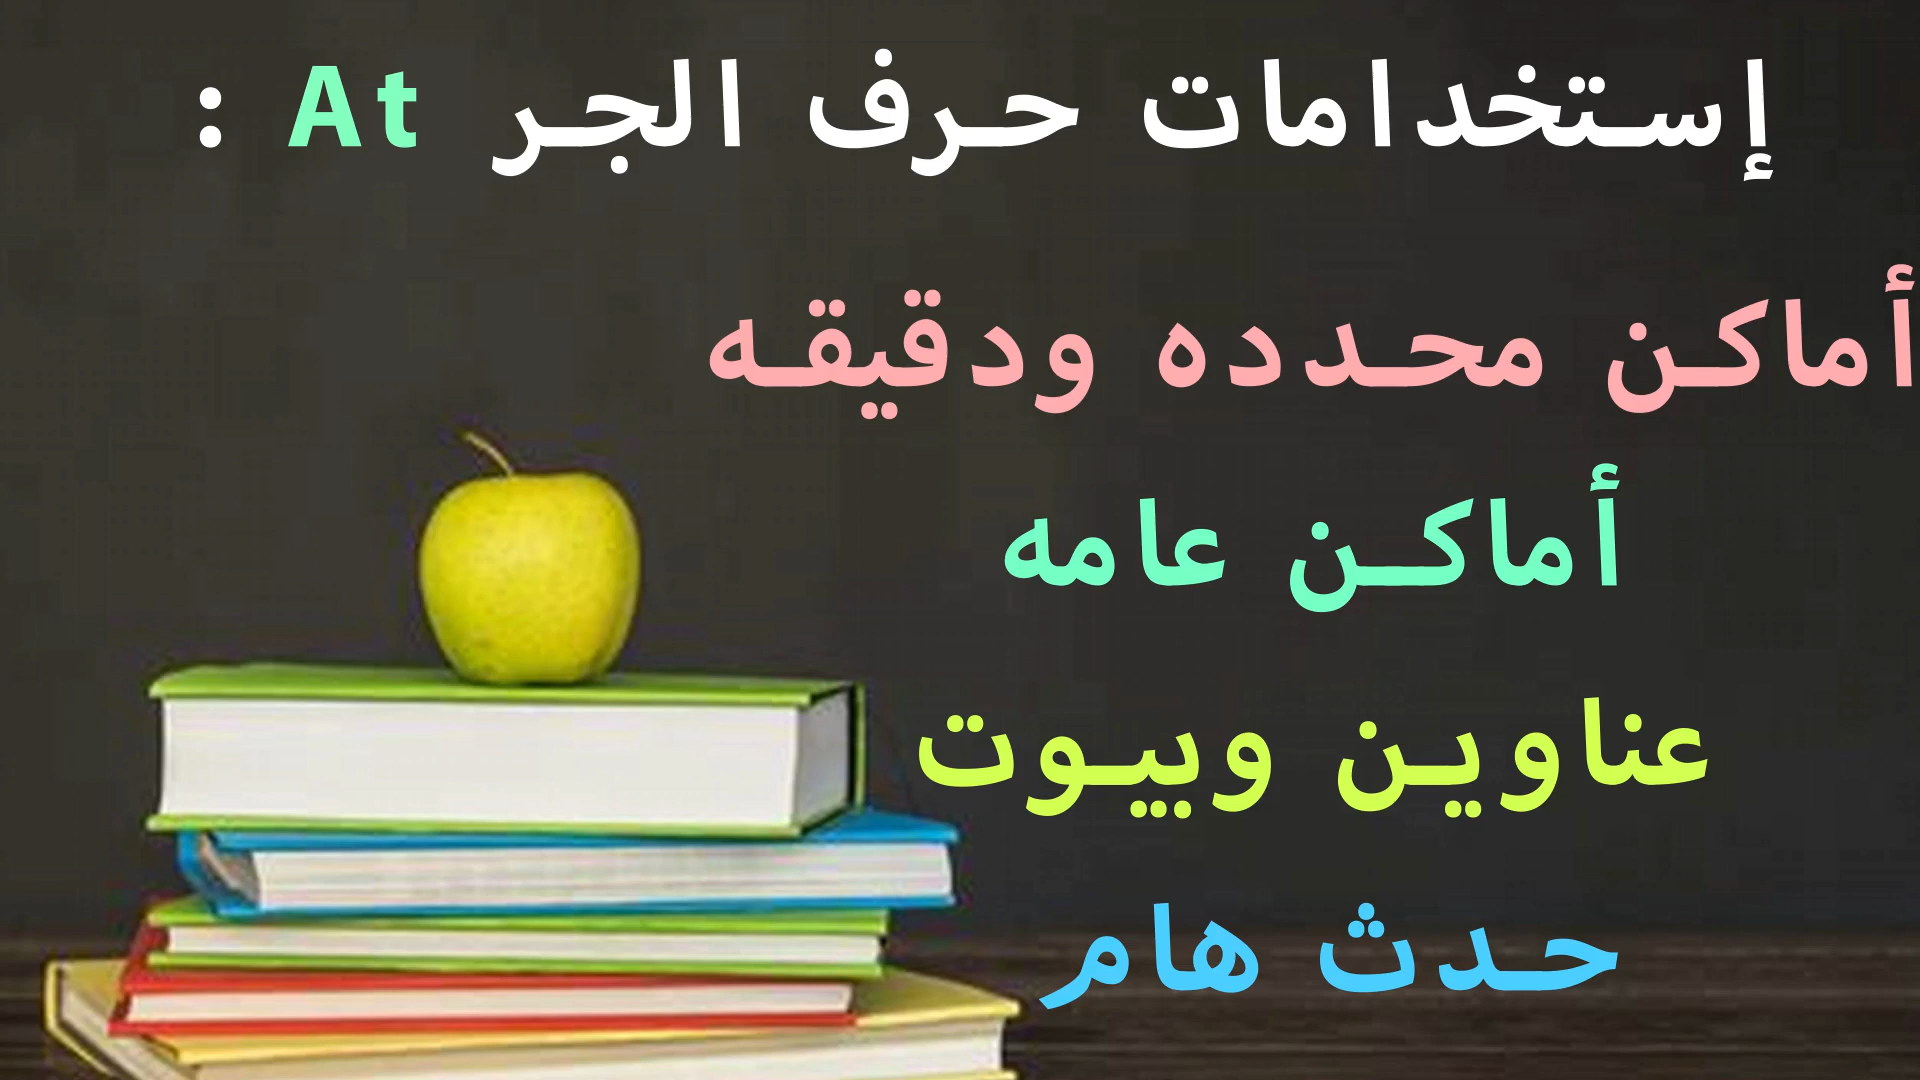 إستخدامات حرف الجر At :
أماكن محدده ودقيقه
أماكن عامه
عناوين وبيوت
حدث هام